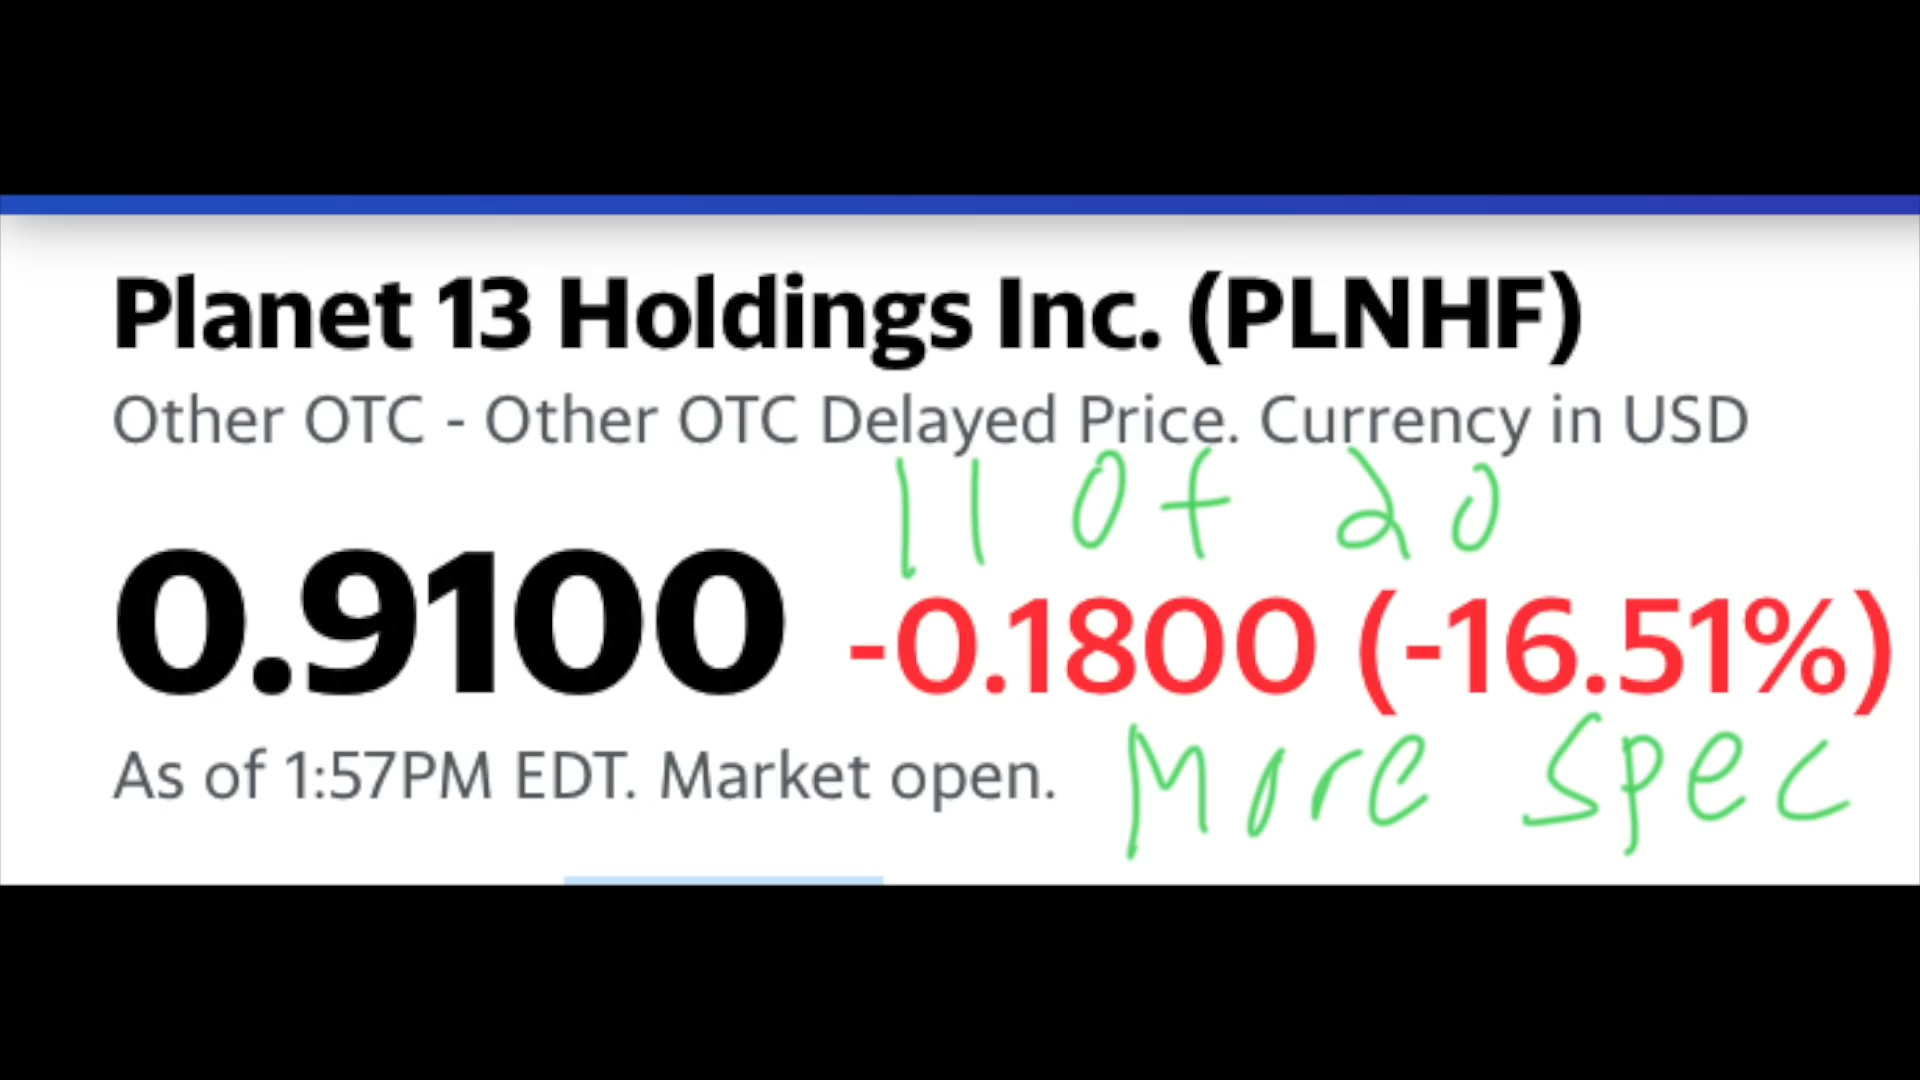 Planet 13 Holdings Inc. (PLNHF)
Other OTC - Other OTC Delayed Price. Currency in USD
11 of 20
0.9100 -0.1800 (-16.51%)
As of 1:57PM EDT. Market open.
More Spec